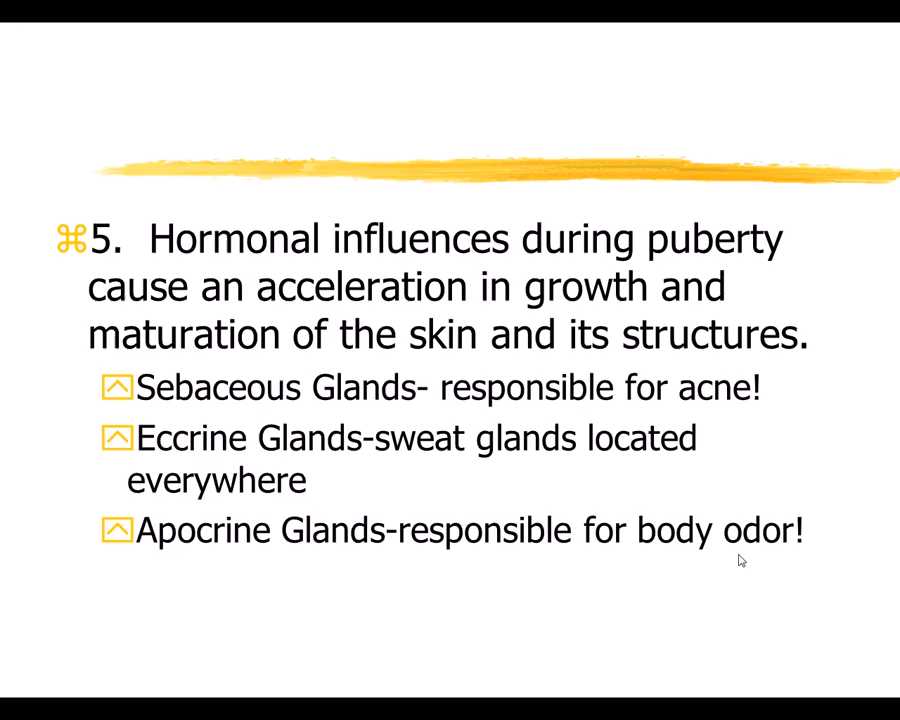 5. Hormonal influences during puberty
cause an acceleration in growth and
maturation of the skin and its structures.
Sebaceous Glands- responsible for acne!
Eccrine Glands-sweat glands located
everywhere
Apocrine Glands-responsible for body odor!